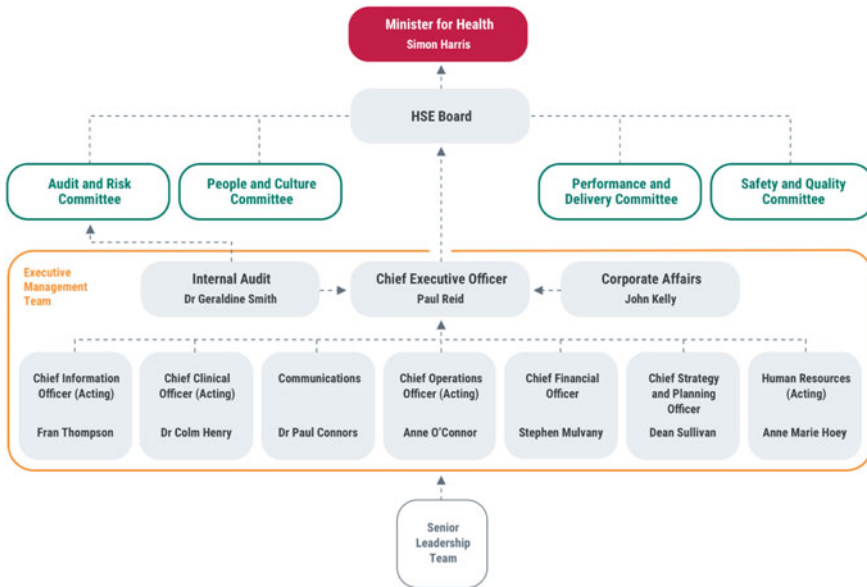 Minister for Health
Simon Harris
HSE Board
Audit and Risk
Committee
People and Culture
Committee
Performance and
Delivery Committee
Safety and Quality
Committee
Executive
Management
Team
Internal Audit
Dr Geraldine Smith
Chief Executive Officer
Paul Reid
Corporate Affairs
John Kelly
Chief Information
Officer (Acting)
Fran Thompson
Chief Clinical
Officer (Acting)
Dr Colm Henry
Communications
Dr Paul Connors
Chief Operations
Officer (Acting)
Anne O'Connor
Chief Financial
Officer
Stephen Mulvany
Chief Strategy
and Planning
Officer
Dean Sullivan
Human Resources
(Acting)
Anne Marie Hoey
Senior
Leadership
Team